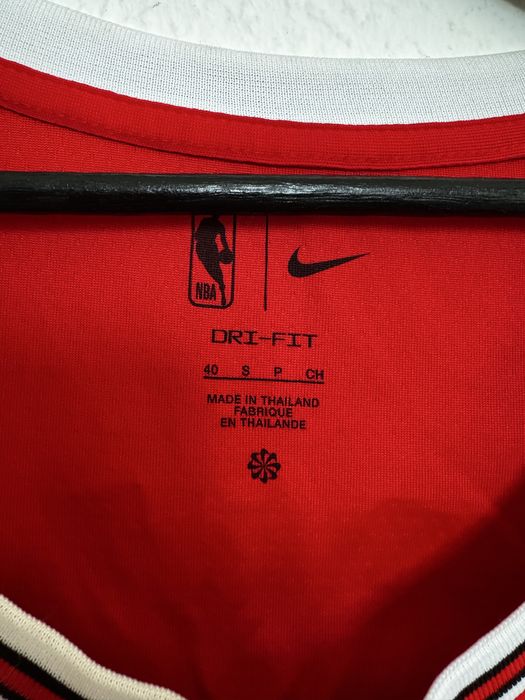 NBA
DRI-FIT
40 S P CH
MADE IN THAILAND
FABRIQUE
EN THAILANDE